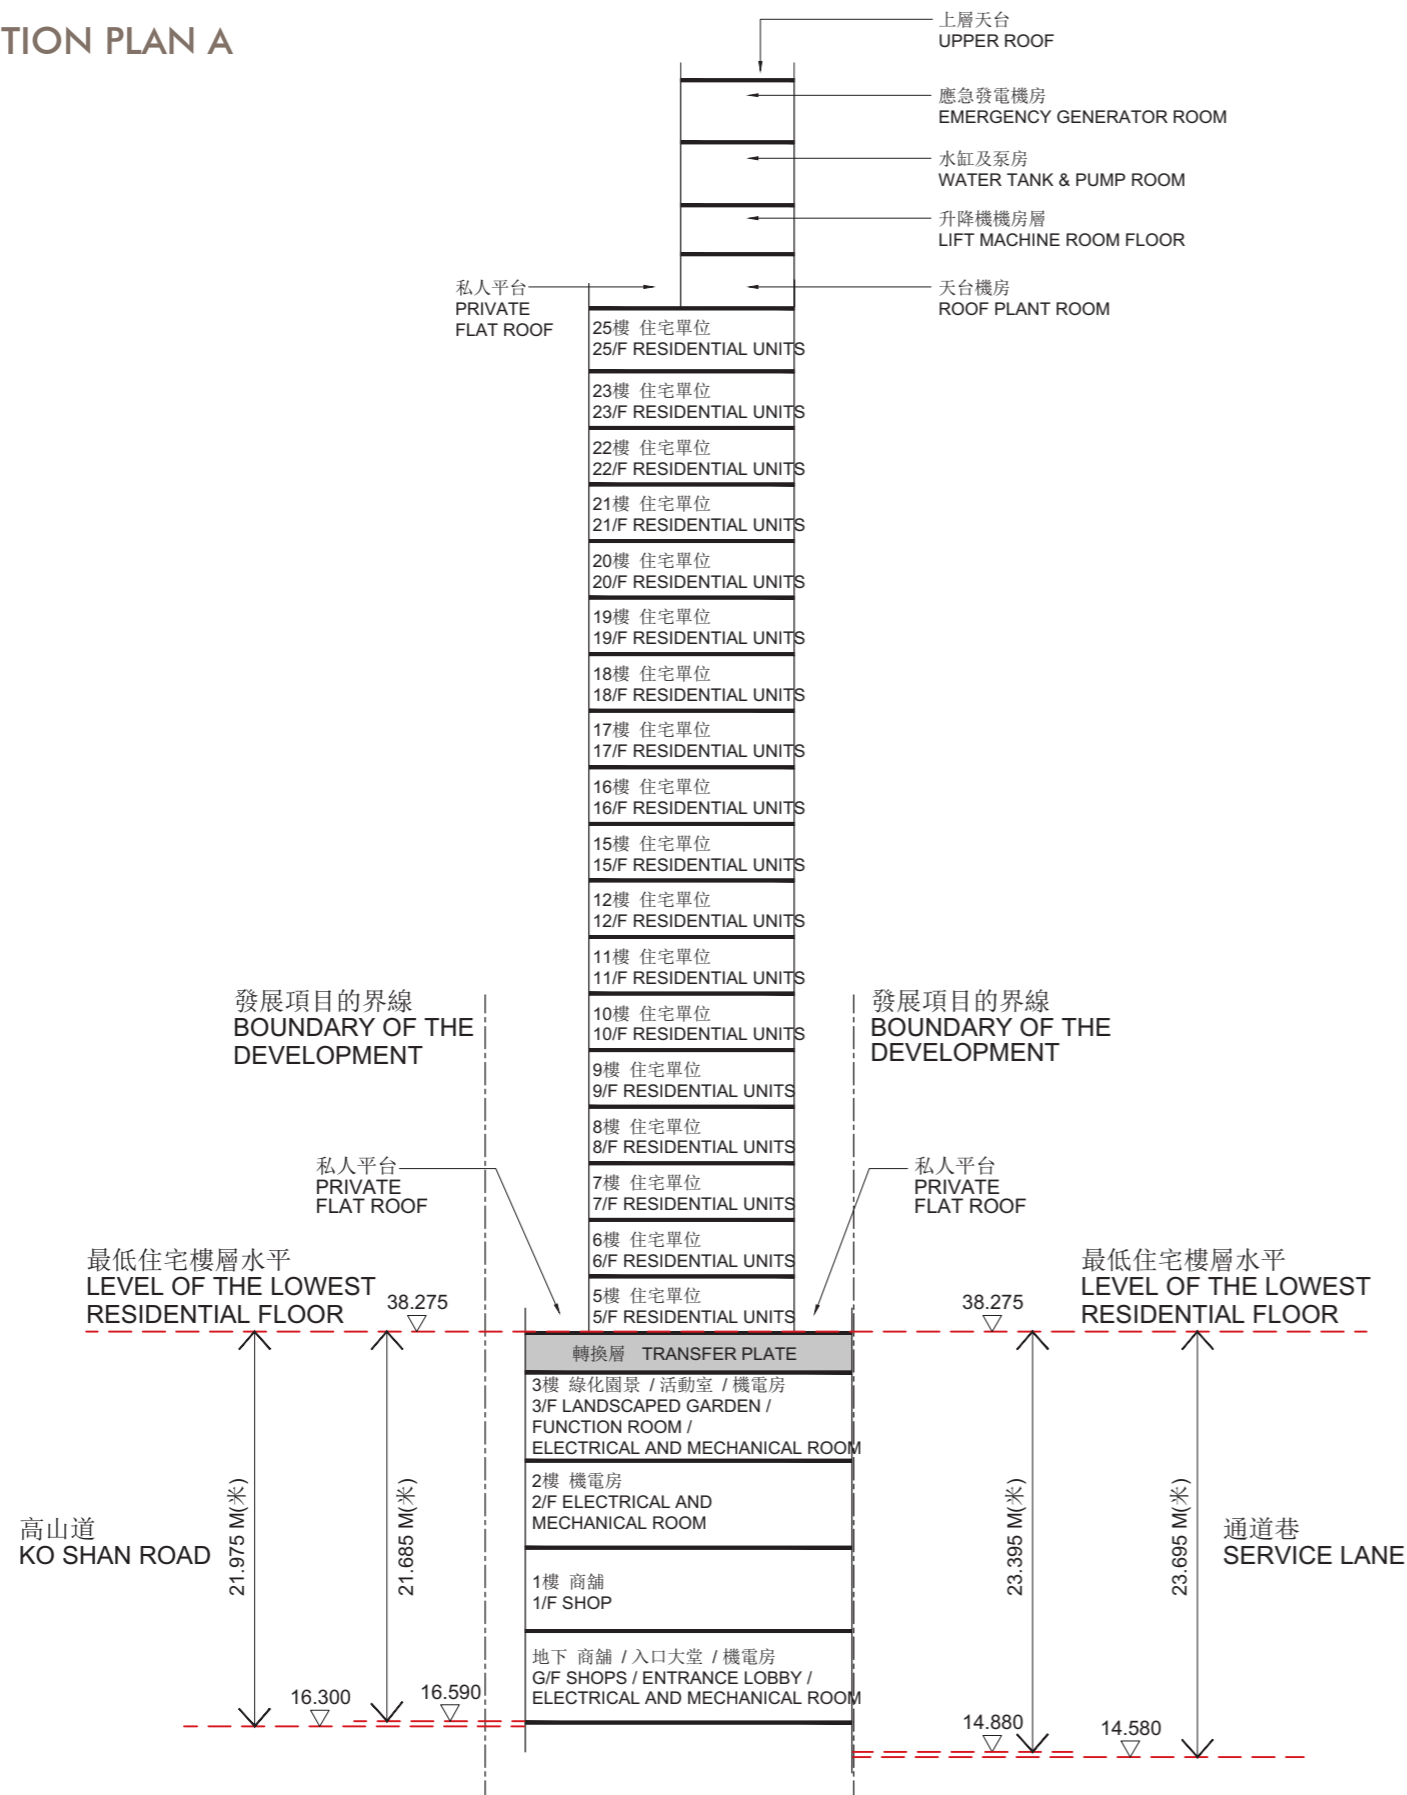 TION PLAN A
上層天台
UPPER ROOF
應急發電機房
EMERGENCY GENERATOR ROOM
水缸及泵房
WATER TANK & PUMP ROOM
升降機機房層
LIFT MACHINE ROOM FLOOR
私人平台
PRIVATE
FLAT ROOF
天台機房
ROOF PLANT ROOM
25樓 住宅單位
25/F RESIDENTIAL UNITS
23樓 住宅單位
23/F RESIDENTIAL UNITS
22樓 住宅單位
22/F RESIDENTIAL UNITS
21樓 住宅單位
21/F RESIDENTIAL UNITS
20樓 住宅單位
20/F RESIDENTIAL UNITS
19樓 住宅單位
19/F RESIDENTIAL UNITS
18樓 住宅單位
18/F RESIDENTIAL UNITS
17樓 住宅單位
17/F RESIDENTIAL UNITS
16樓 住宅單位
16/F RESIDENTIAL UNITS
15樓 住宅單位
15/F RESIDENTIAL UNITS
12樓 住宅單位
12/F RESIDENTIAL UNITS
11樓 住宅單位
11/F RESIDENTIAL UNITS
10樓 住宅單位
10/F RESIDENTIAL UNITS
9樓 住宅單位
9/F RESIDENTIAL UNITS
8樓 住宅單位
8/F RESIDENTIAL UNITS
7樓 住宅單位
7/F RESIDENTIAL UNITS
6樓 住宅單位
6/F RESIDENTIAL UNITS
5樓 住宅單位
5/F RESIDENTIAL UNITS
發展項目的界線
BOUNDARY OF THE
DEVELOPMENT
發展項目的界線
BOUNDARY OF THE
DEVELOPMENT
私人平台
PRIVATE
FLAT ROOF
私人平台
PRIVATE
FLAT ROOF
最低住宅樓層水平
LEVEL OF THE LOWEST
RESIDENTIAL FLOOR
38.275
38.275
最低住宅樓層水平
LEVEL OF THE LOWEST
RESIDENTIAL FLOOR
轉換層 TRANSFER PLATE
3樓 綠化園景 / 活動室 / 機電房
3/F LANDSCAPED GARDEN /
FUNCTION ROOM /
ELECTRICAL AND MECHANICAL ROOM
2樓 機電房
2/F ELECTRICAL AND
MECHANICAL ROOM
1樓 商舖
1/F SHOP
地下 商舖 / 入口大堂 / 機電房
G/F SHOPS / ENTRANCE LOBBY /
ELECTRICAL AND MECHANICAL ROOM
高山道
KO SHAN ROAD
21.975 M(米)
21.685 M(米)
23.395 M(米)
23.695 M(米)
通道巷
SERVICE LANE
16.300
16.590
14.880
14.580